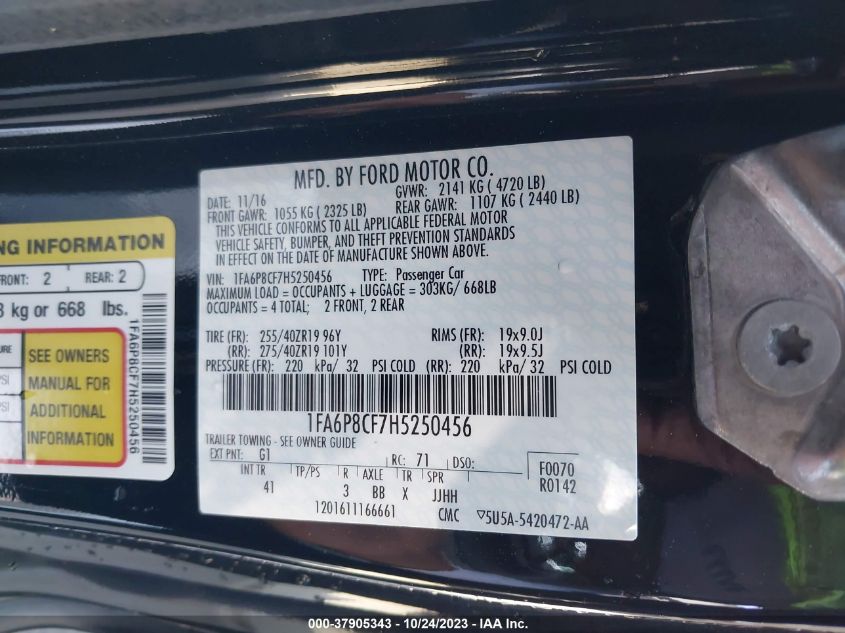 MFD. BY FORD MOTOR CO.
DATE: 11/16 GVWR: 2141 KG ( 4720 LB)
FRONT GAWR: 1055 KG ( 2325 LB) REAR GAWR: 1107 KG ( 2440 LB)
THIS VEHICLE CONFORMS TO ALL APPLICABLE FEDERAL MOTOR
VEHICLE SAFETY, BUMPER, AND THEFT PREVENTION STANDARDS
IN EFFECT ON THE DATE OF MANUFACTURE SHOWN ABOVE.
VIN: 1FA6P8CF7H5250456 TYPE: Passenger Car
MAXIMUM LOAD = OCCUPANTS + LUGGAGE = 303KG/ 668LB
OCCUPANTS = 4 TOTAL; 2 FRONT, 2 REAR
TIRE (FR): 255/40ZR19 96Y RIMS (FR): 19x9.0J
(RR): 275/40ZR19 101Y (RR): 19x9.5J
PRESSURE (FR): 220 kPa/ 32 PSI COLD (RR): 220 kPa/ 32 PSI COLD
1FA6P8CF7H5250456
TRAILER TOWING - SEE OWNER GUIDE
EXT PNT: G1 RC: 71 DSO: F0070
INT TR TP/PS R AXLE TR SPR R0142
41 3 BB X JJHH
1201611166661 CMC ▽5U5A-5420472-AA
NG INFORMATION
FRONT: 2 REAR: 2
kg or 668 lbs.
SEE OWNERS
MANUAL FOR
ADDITIONAL
INFORMATION
PSI
PSI
1FA6P8CF7H5250456
000-37905343 - 10/24/2023 - IAA Inc.